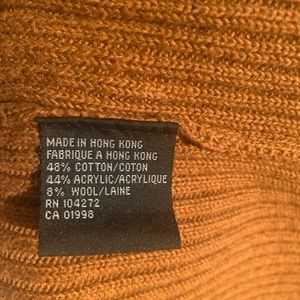 MADE IN HONG KONG
FABRIQUE A HONG KONG
48% COTTON/COTON
44% ACRYLIC/ACRYLIQUE
8% WOOL/LAINE
RN 104272
CA 01998